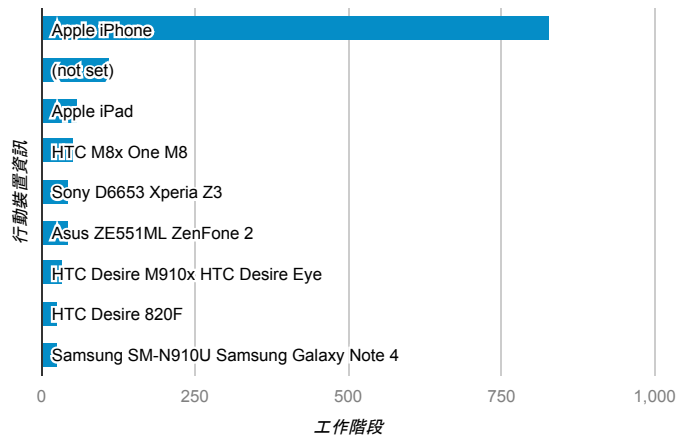 Apple iPhone
(not set)
Apple iPad
HTC M8x One M8
Sony D6653 Xperia Z3
Asus ZE551ML ZenFone 2
HTC Desire M910x HTC Desire Eye
HTC Desire 820F
Samsung SM-N910U Samsung Galaxy Note 4
行動裝置資訊
0 250 500 750 1,000
工作階段